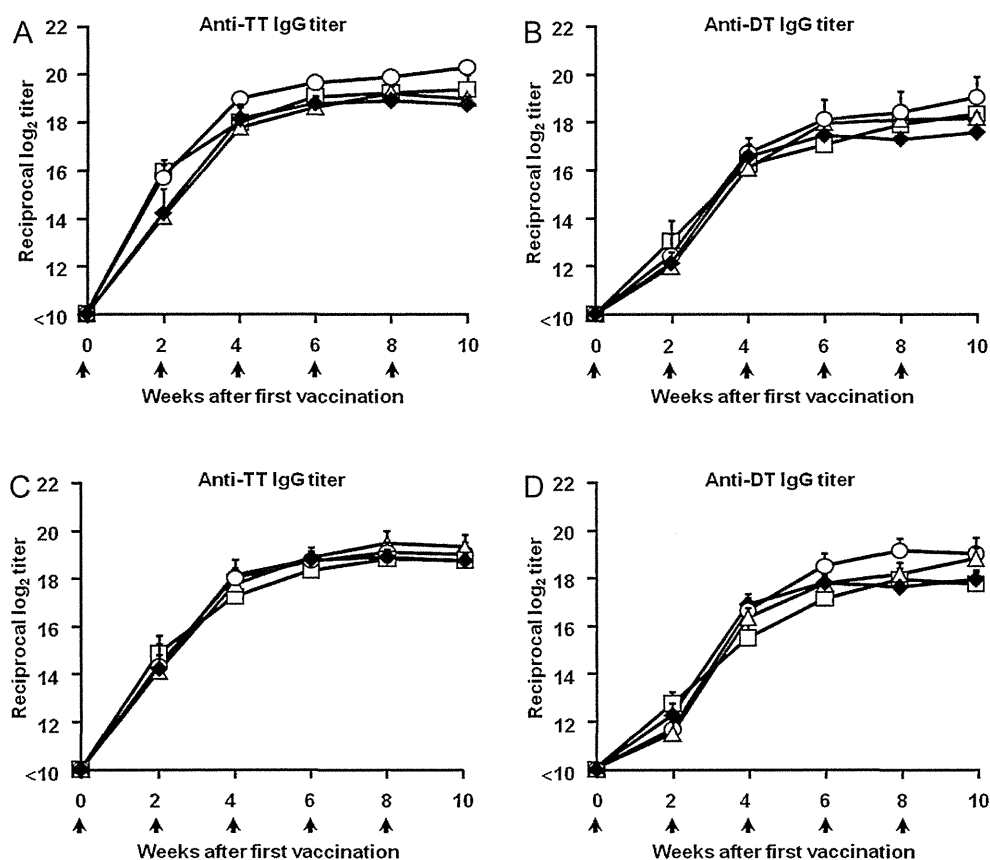 A
Anti-TT IgG titer
Reciprocal log2 titer
22
20
18
16
14
12
<10
0 2 4 6 8 10
Weeks after first vaccination
B
Anti-DT IgG titer
Reciprocal log2 titer
22
20
18
16
14
12
<10
0 2 4 6 8 10
Weeks after first vaccination
C
Anti-TT IgG titer
Reciprocal log2 titer
22
20
18
16
14
12
<10
0 2 4 6 8 10
Weeks after first vaccination
D
Anti-DT IgG titer
Reciprocal log2 titer
22
20
18
16
14
12
<10
0 2 4 6 8 10
Weeks after first vaccination